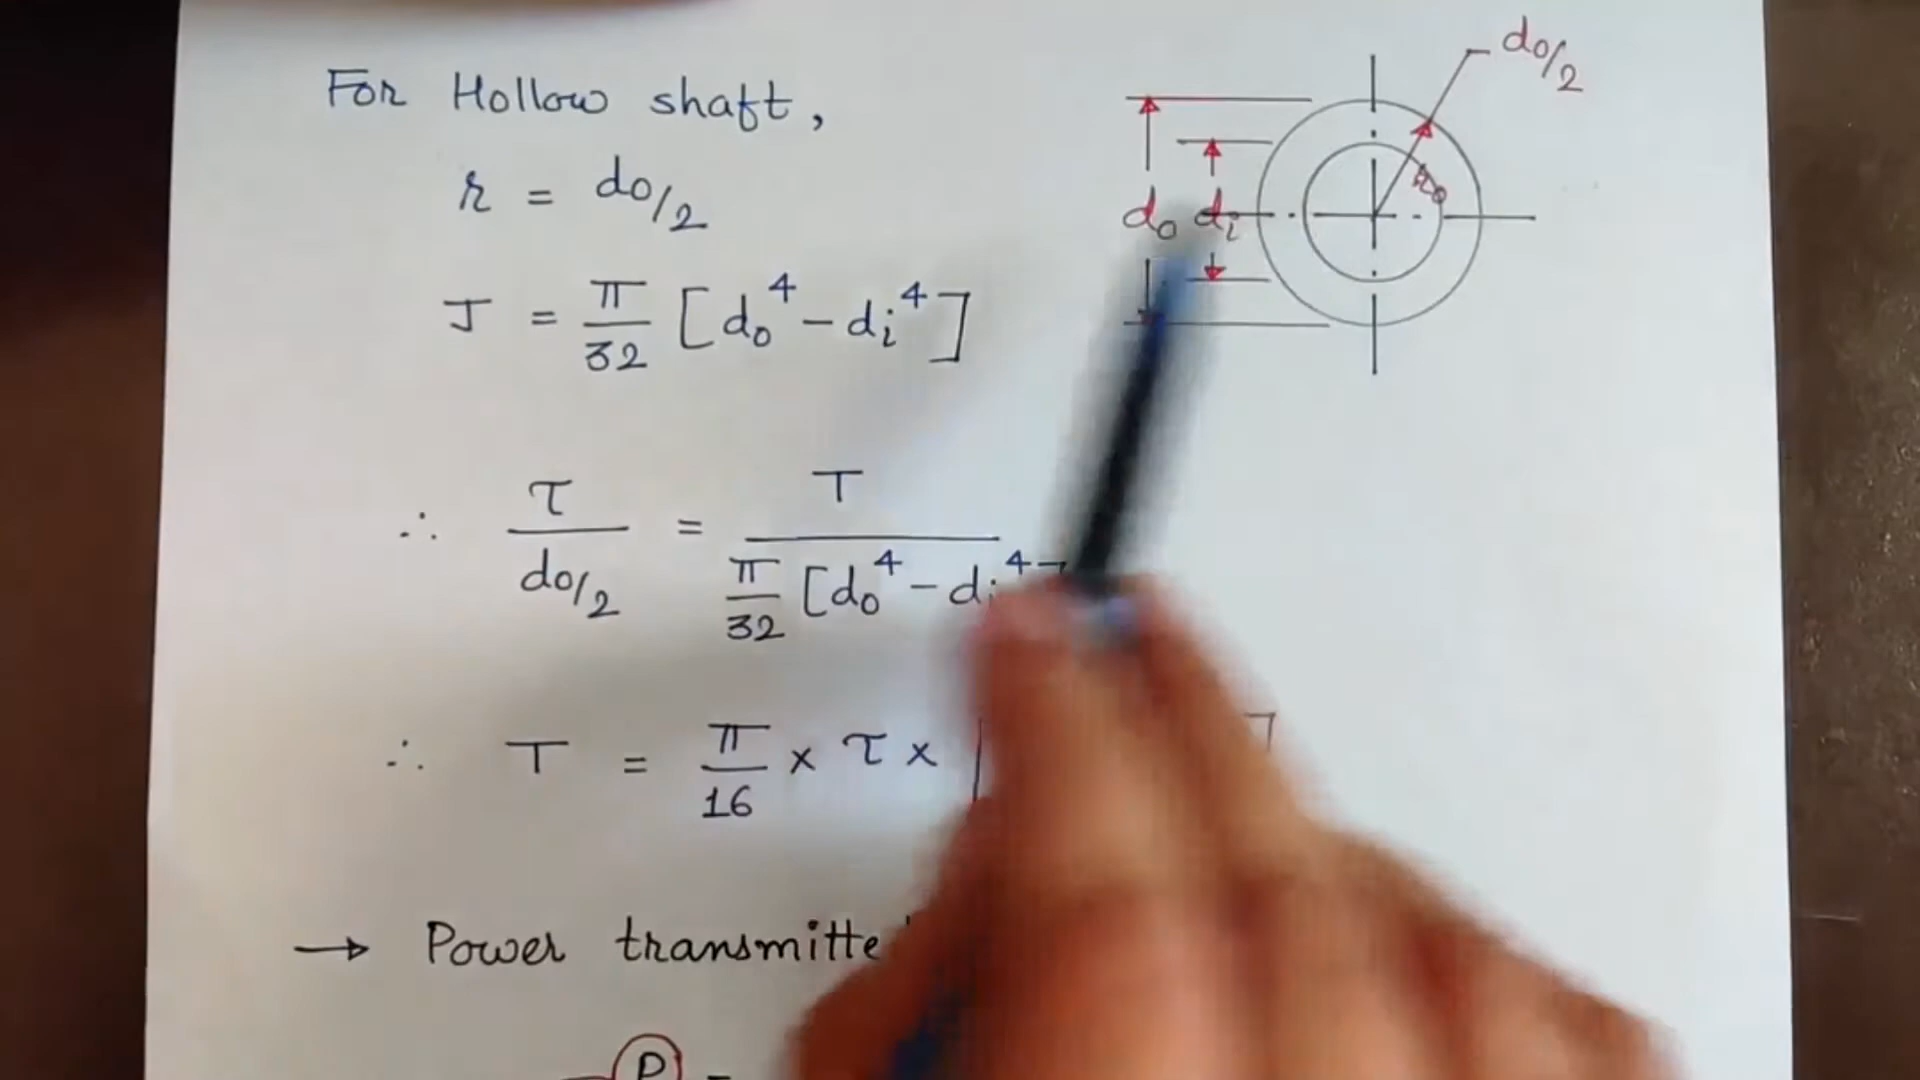 For Hollow shaft,
r = do/2
J = π/32 [do⁴ - di⁴]
∴ τ/do/2 = T / π/32 [do⁴ - di⁴]
∴ T = π/16 × τ × [ ]
→ Power
P =
do/2
ro
do di